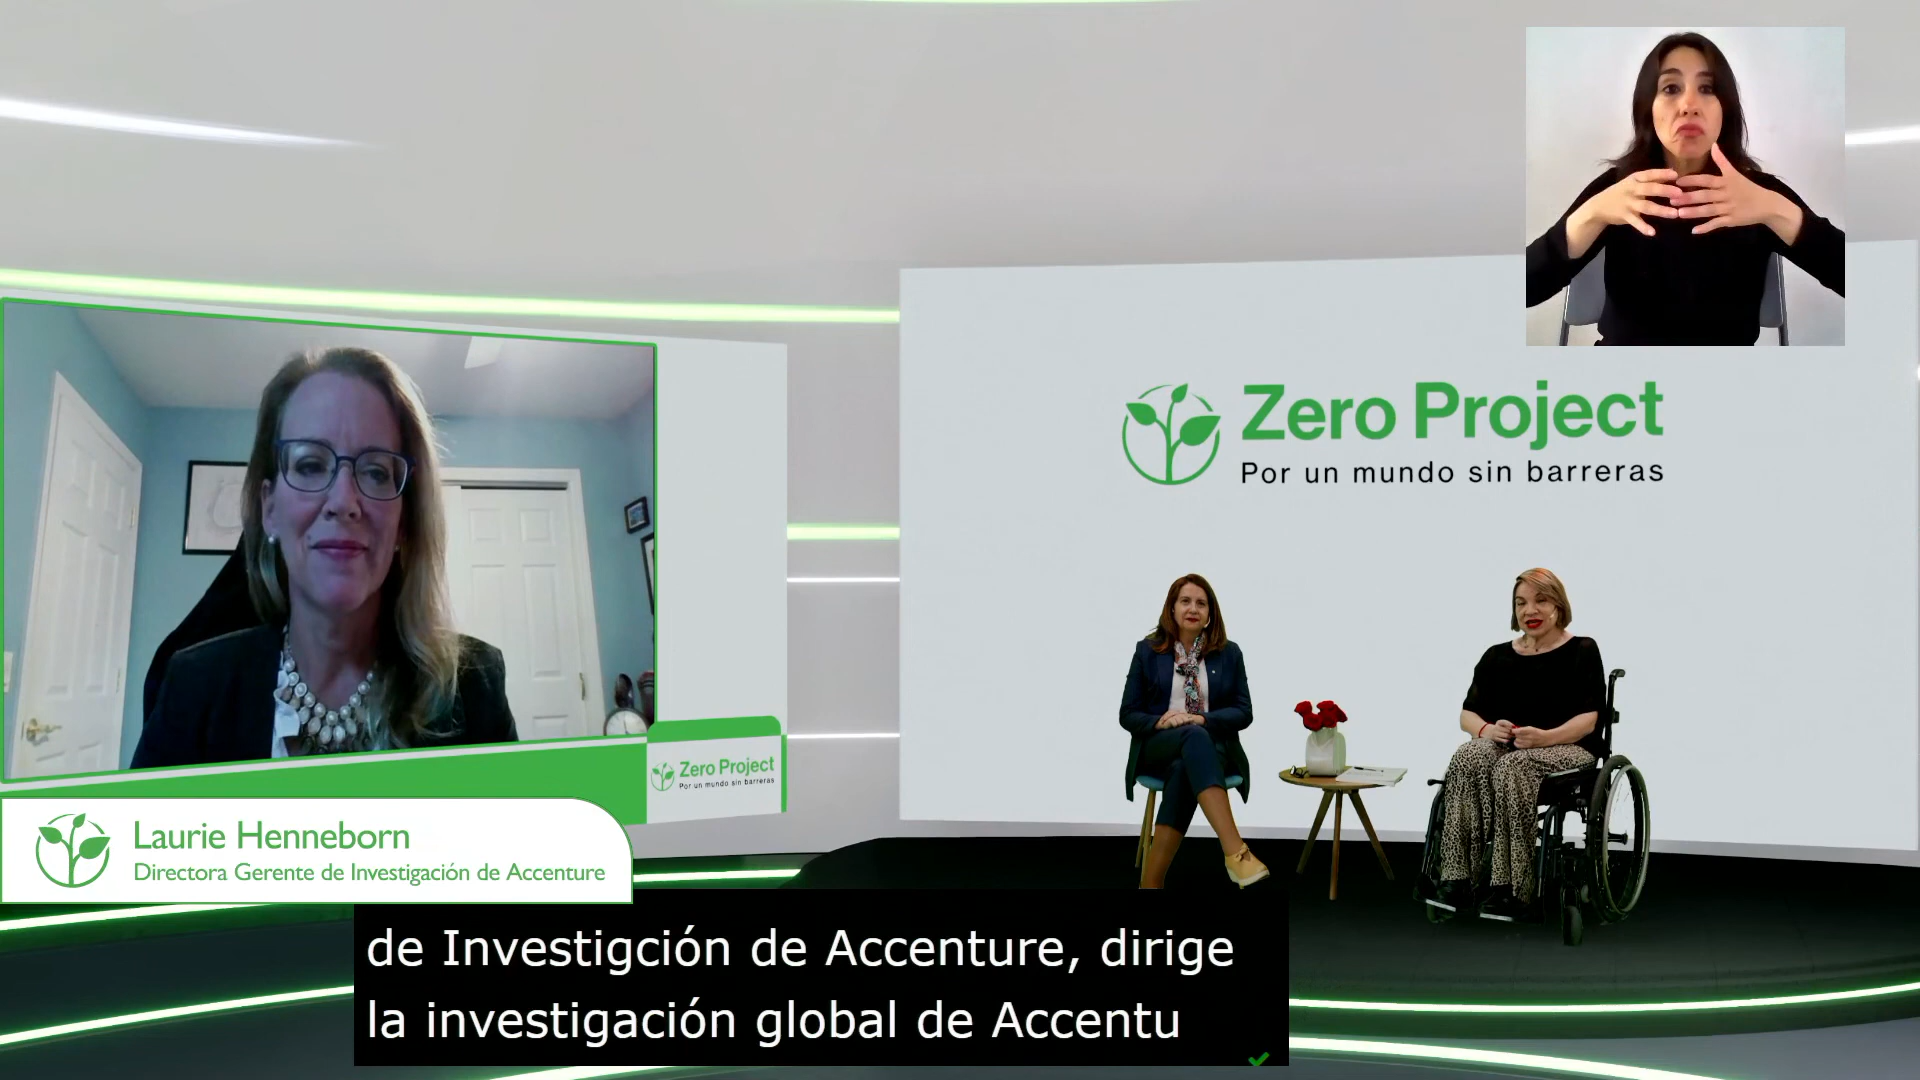 Zero Project
Por un mundo sin barreras
Zero Project
Por un mundo sin barreras
Laurie Henneborn
Directora Gerente de Investigación de Accenture
de Investigción de Accenture, dirige
la investigación global de Accentu